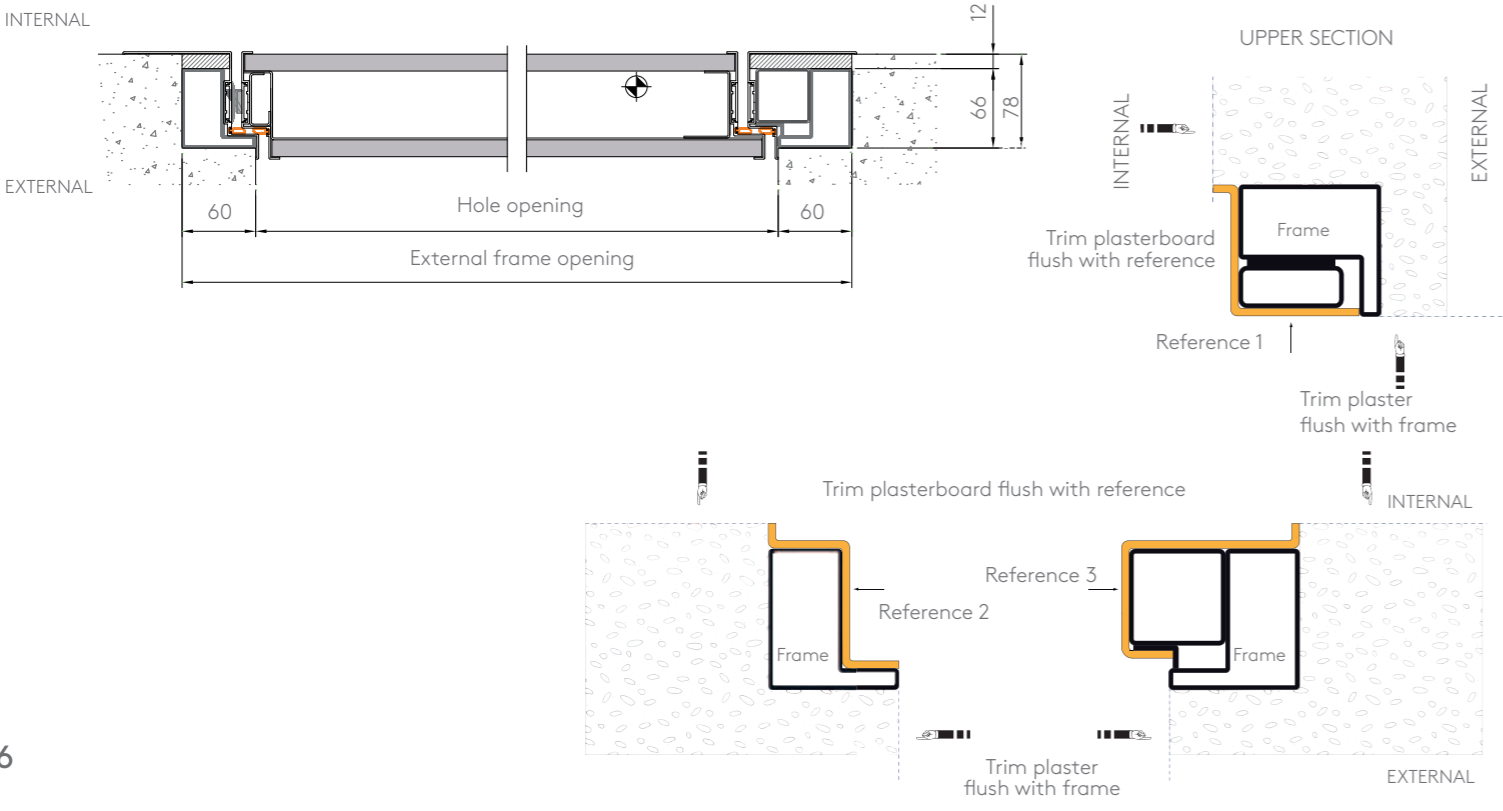 INTERNAL
12
66
78
EXTERNAL
60
Hole opening
60
External frame opening
UPPER SECTION
INTERNAL
EXTERNAL
Trim plasterboard
flush with reference
Frame
Reference 1
Trim plaster
flush with frame
Trim plasterboard flush with reference
INTERNAL
Reference 3
Reference 2
Frame
Frame
Trim plaster
flush with frame
EXTERNAL
6